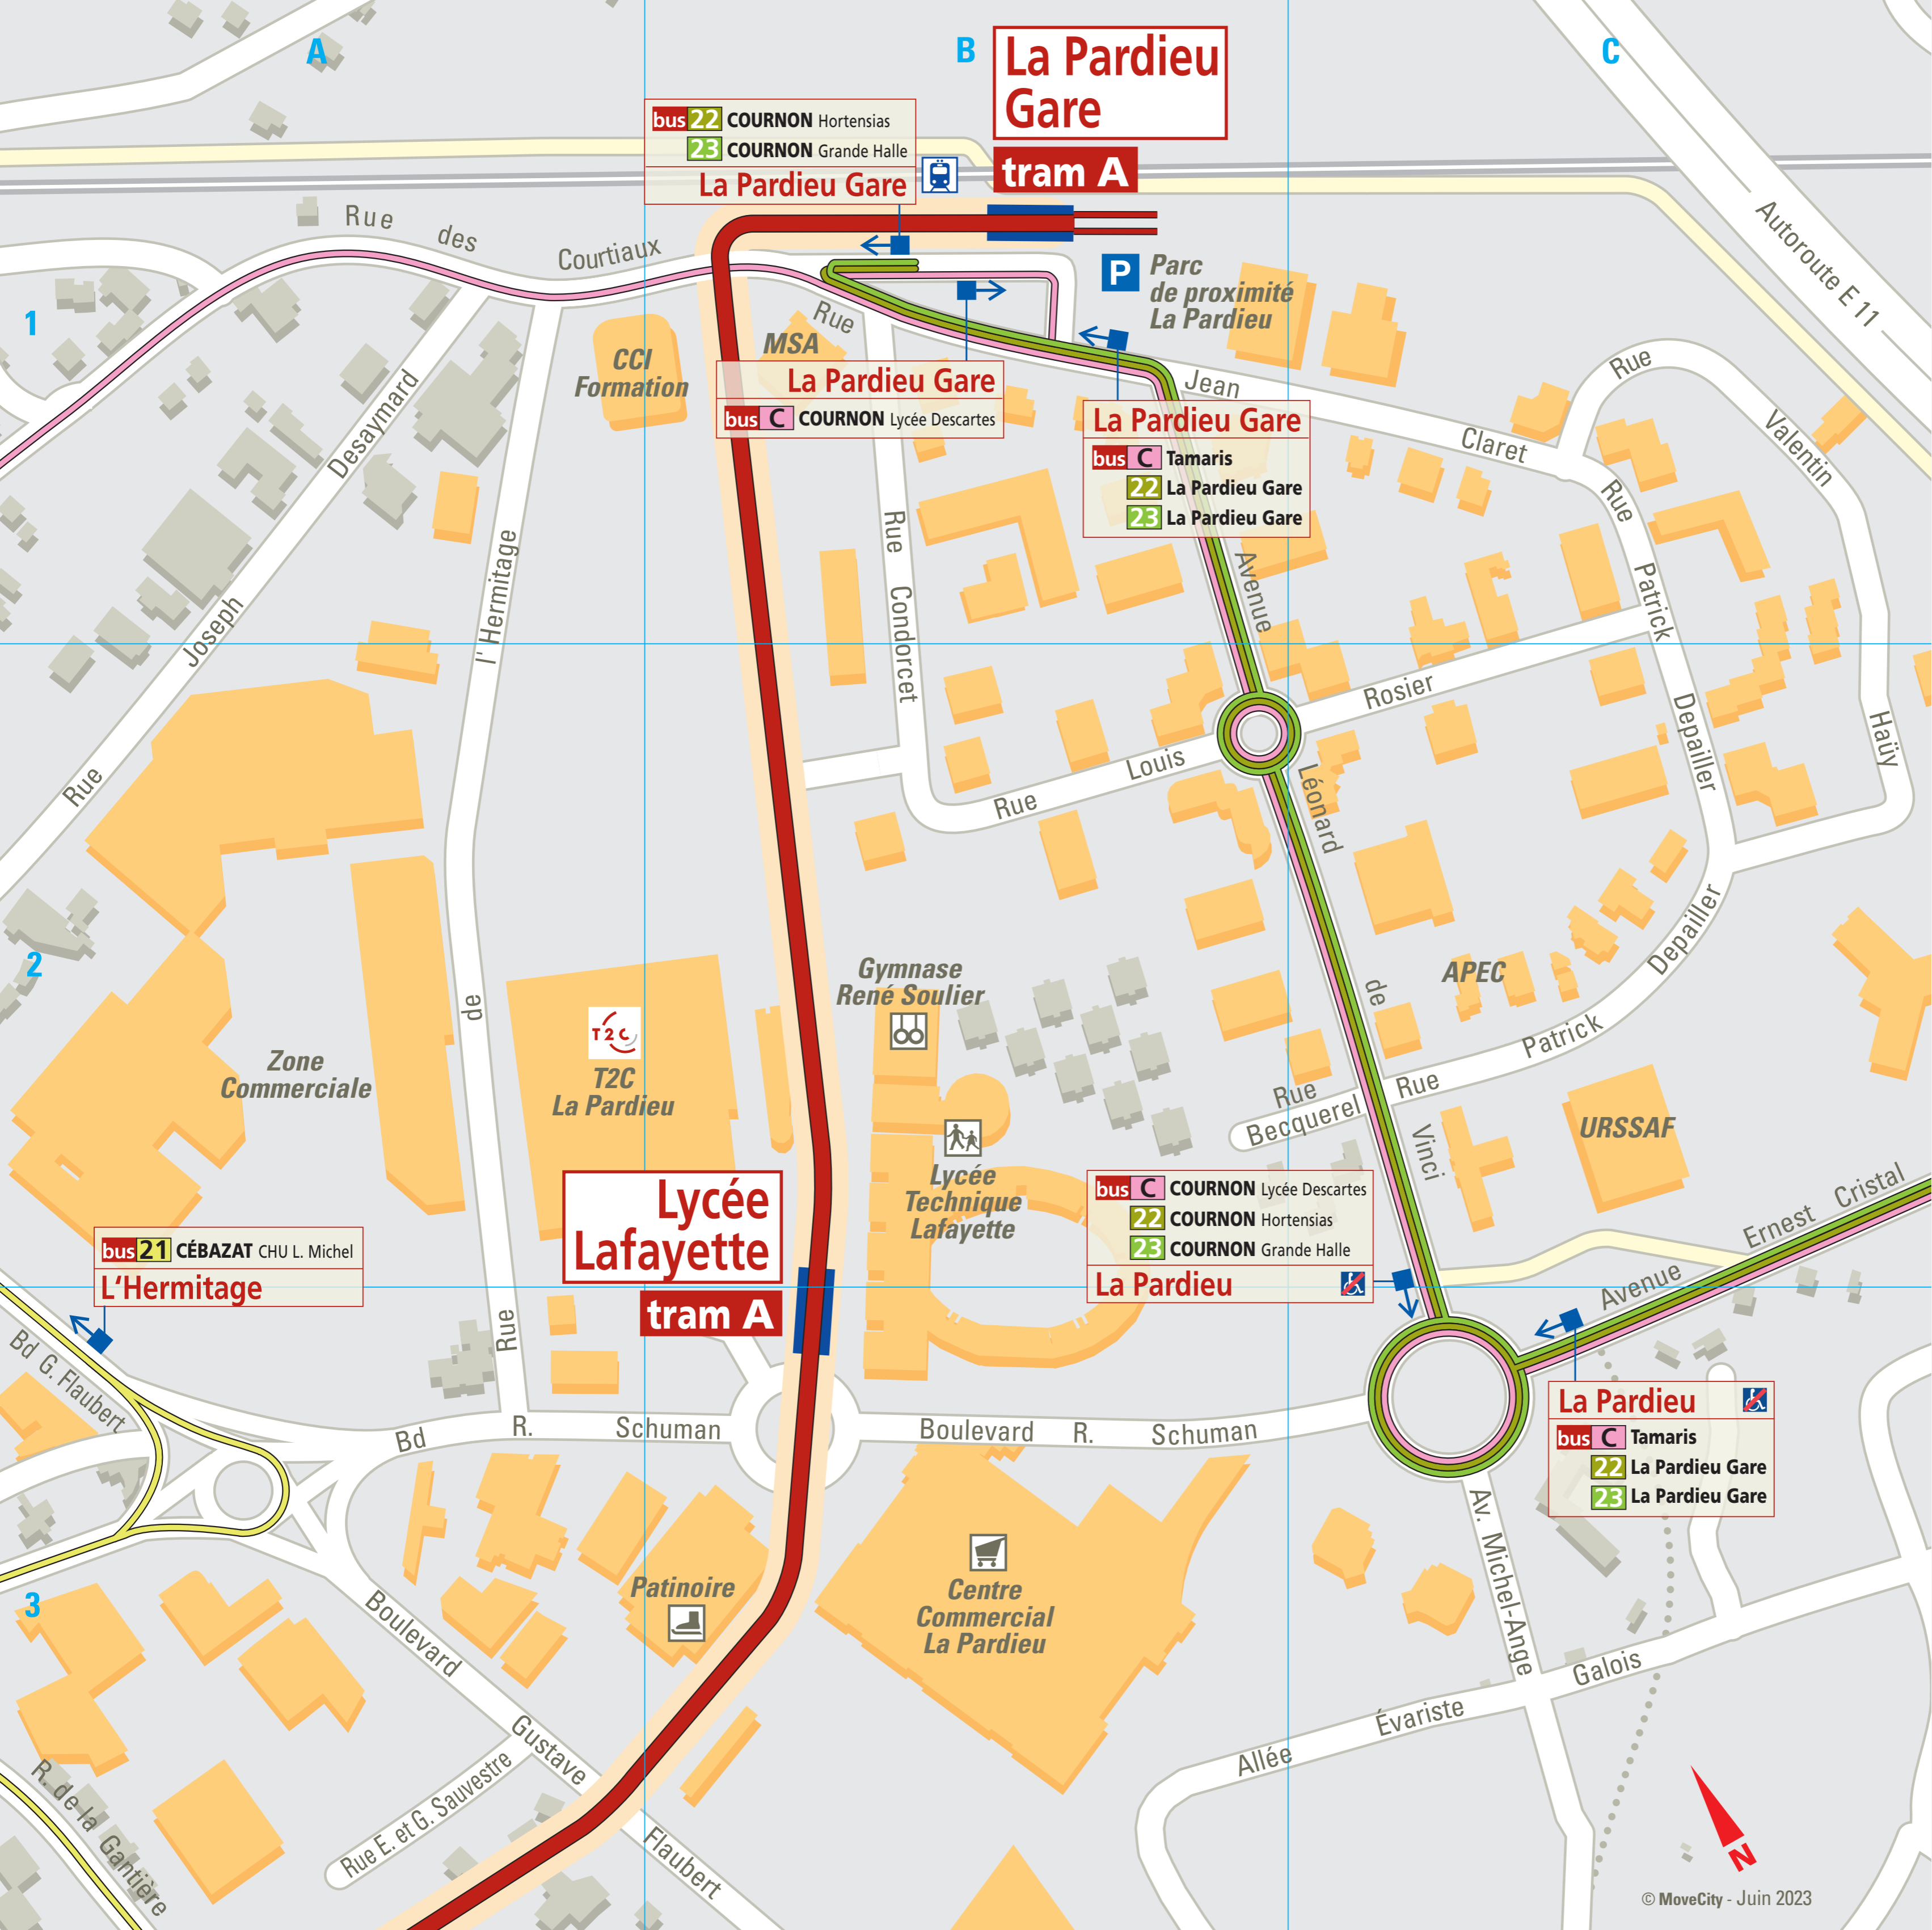 A
B
C
La Pardieu
Gare
tram A
bus 22 COURNON Hortensias
23 COURNON Grande Halle
La Pardieu Gare
Rue des Courtiaux
Autoroute E 11
P
Parc
de proximité
La Pardieu
1
CCI
Formation
MSA
Rue Jean Claret
La Pardieu Gare
bus C COURNON Lycée Descartes
La Pardieu Gare
bus C Tamaris
22 La Pardieu Gare
23 La Pardieu Gare
Rue Valentin Haüy
Rue Joseph Desaymard
Rue de l'Hermitage
Rue Condorcet
Avenue Léonard de Vinci
Rue Patrick Depailler
Rue Louis Rosier
2
Gymnase
René Soulier
APEC
Zone
Commerciale
T2C
T2C
La Pardieu
Rue Patrick Depailler
Rue
Becquerel
URSSAF
Lycée
Technique
Lafayette
Lycée
Lafayette
tram A
bus C COURNON Lycée Descartes
22 COURNON Hortensias
23 COURNON Grande Halle
La Pardieu
Avenue Ernest Cristal
bus 21 CÉBAZAT CHU L. Michel
L‘Hermitage
Bd G. Flaubert
Bd R. Schuman
Boulevard R. Schuman
La Pardieu
bus C Tamaris
22 La Pardieu Gare
23 La Pardieu Gare
3
Patinoire
Centre
Commercial
La Pardieu
Av. Michel-Ange
Boulevard Gustave Flaubert
Allée Évariste Galois
Rue E. et G. Sauvestre
R. de la Gantière
N
© MoveCity - Juin 2023